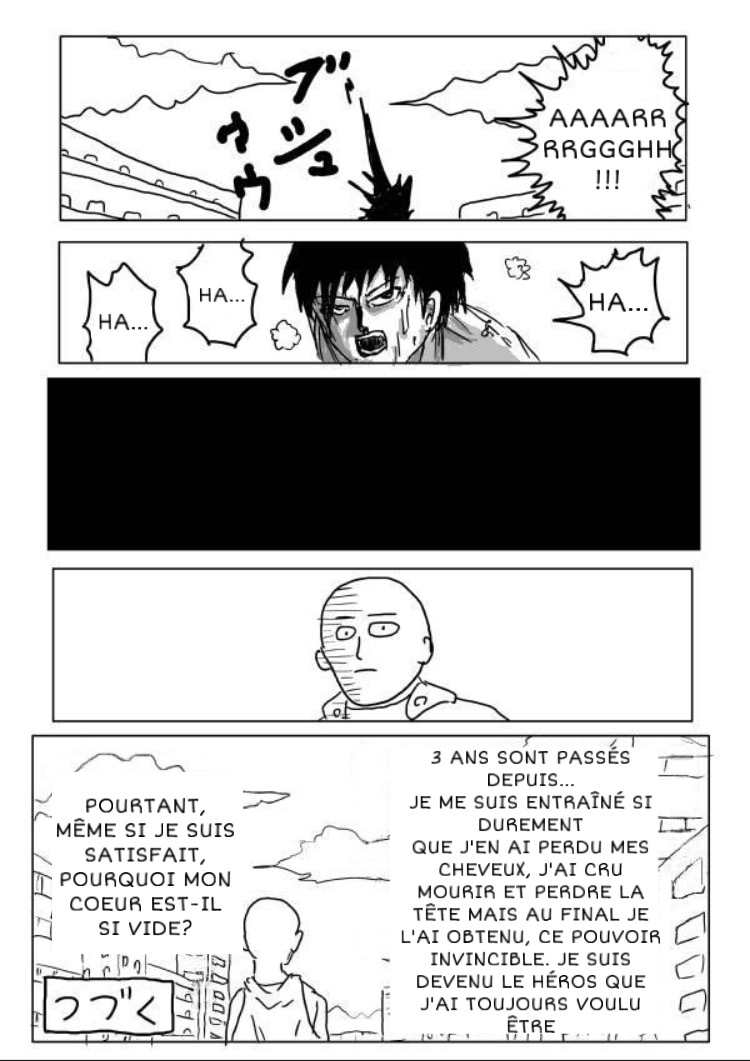 AAAARR
RRGGGHH
!!!
ブ
シュ
ウウ
HA...
HA...
HA...
3 ANS SONT PASSÉS
DEPUIS...
JE ME SUIS ENTRAÎNÉ SI
DUREMENT
QUE J'EN AI PERDU MES
CHEVEUX, J'AI CRU
MOURIR ET PERDRE LA
TÊTE MAIS AU FINAL JE
L'AI OBTENU, CE POUVOIR
INVINCIBLE. JE SUIS
DEVENU LE HÉROS QUE
J'AI TOUJOURS VOULU
ÊTRE
POURTANT,
MÊME SI JE SUIS
SATISFAIT,
POURQUOI MON
COEUR EST-IL
SI VIDE?
つづく